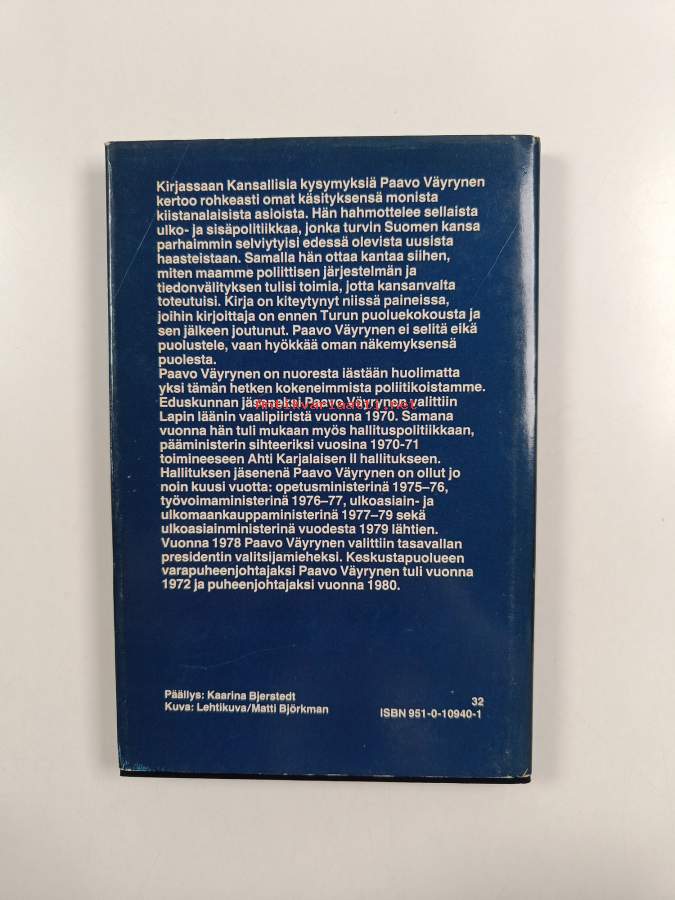 Kirjassaan Kansallisia kysymyksiä Paavo Väyrynen
kertoo rohkeasti omat käsityksensä monista
kiistanalaisista asioista. Hän hahmottelee sellaista
ulko- ja sisäpolitiikkaa, jonka turvin Suomen kansa
parhaimmin selviytyisi edessä olevista uusista
haasteistaan. Samalla hän ottaa kantaa siihen,
miten maamme poliittisen järjestelmän ja
tiedonvälityksen tulisi toimia, jotta kansanvalta
toteutuisi. Kirja on kiteytynyt niissä paineissa,
joihin kirjoittaja on ennen Turun puoluekokousta ja
sen jälkeen joutunut. Paavo Väyrynen ei selitä eikä
puolustele, vaan hyökkää oman näkemyksensä
puolesta.
Paavo Väyrynen on nuoresta iästään huolimatta
yksi tämän hetken kokeneimmista poliitikoistamme.
Eduskunnan jäseneksi Paavo Väyrynen valittiin
Antikvariaatti.net
Lapin läänin vaalipiiristä vuonna 1970. Samana
vuonna hän tuli mukaan myös hallituspolitiikkaan,
pääministerin sihteeriksi vuosina 1970-71
toimineeseen Ahti Karjalaisen II hallitukseen.
Hallituksen jäsenenä Paavo Väyrynen on ollut jo
noin kuusi vuotta: opetusministerinä 1975–76,
työvoimaministerinä 1976–77, ulkoasiain- ja
ulkomaankauppaministerinä 1977–79 sekä
ulkoasiainministerinä vuodesta 1979 lähtien.
Vuonna 1978 Paavo Väyrynen valittiin tasavallan
presidentin valitsijamieheksi. Keskustapuolueen
varapuheenjohtajaksi Paavo Väyrynen tuli vuonna
1972 ja puheenjohtajaksi vuonna 1980.
Päällys: Kaarina Bjerstedt
Kuva: Lehtikuva/Matti Björkman
32
ISBN 951-0-10940-1